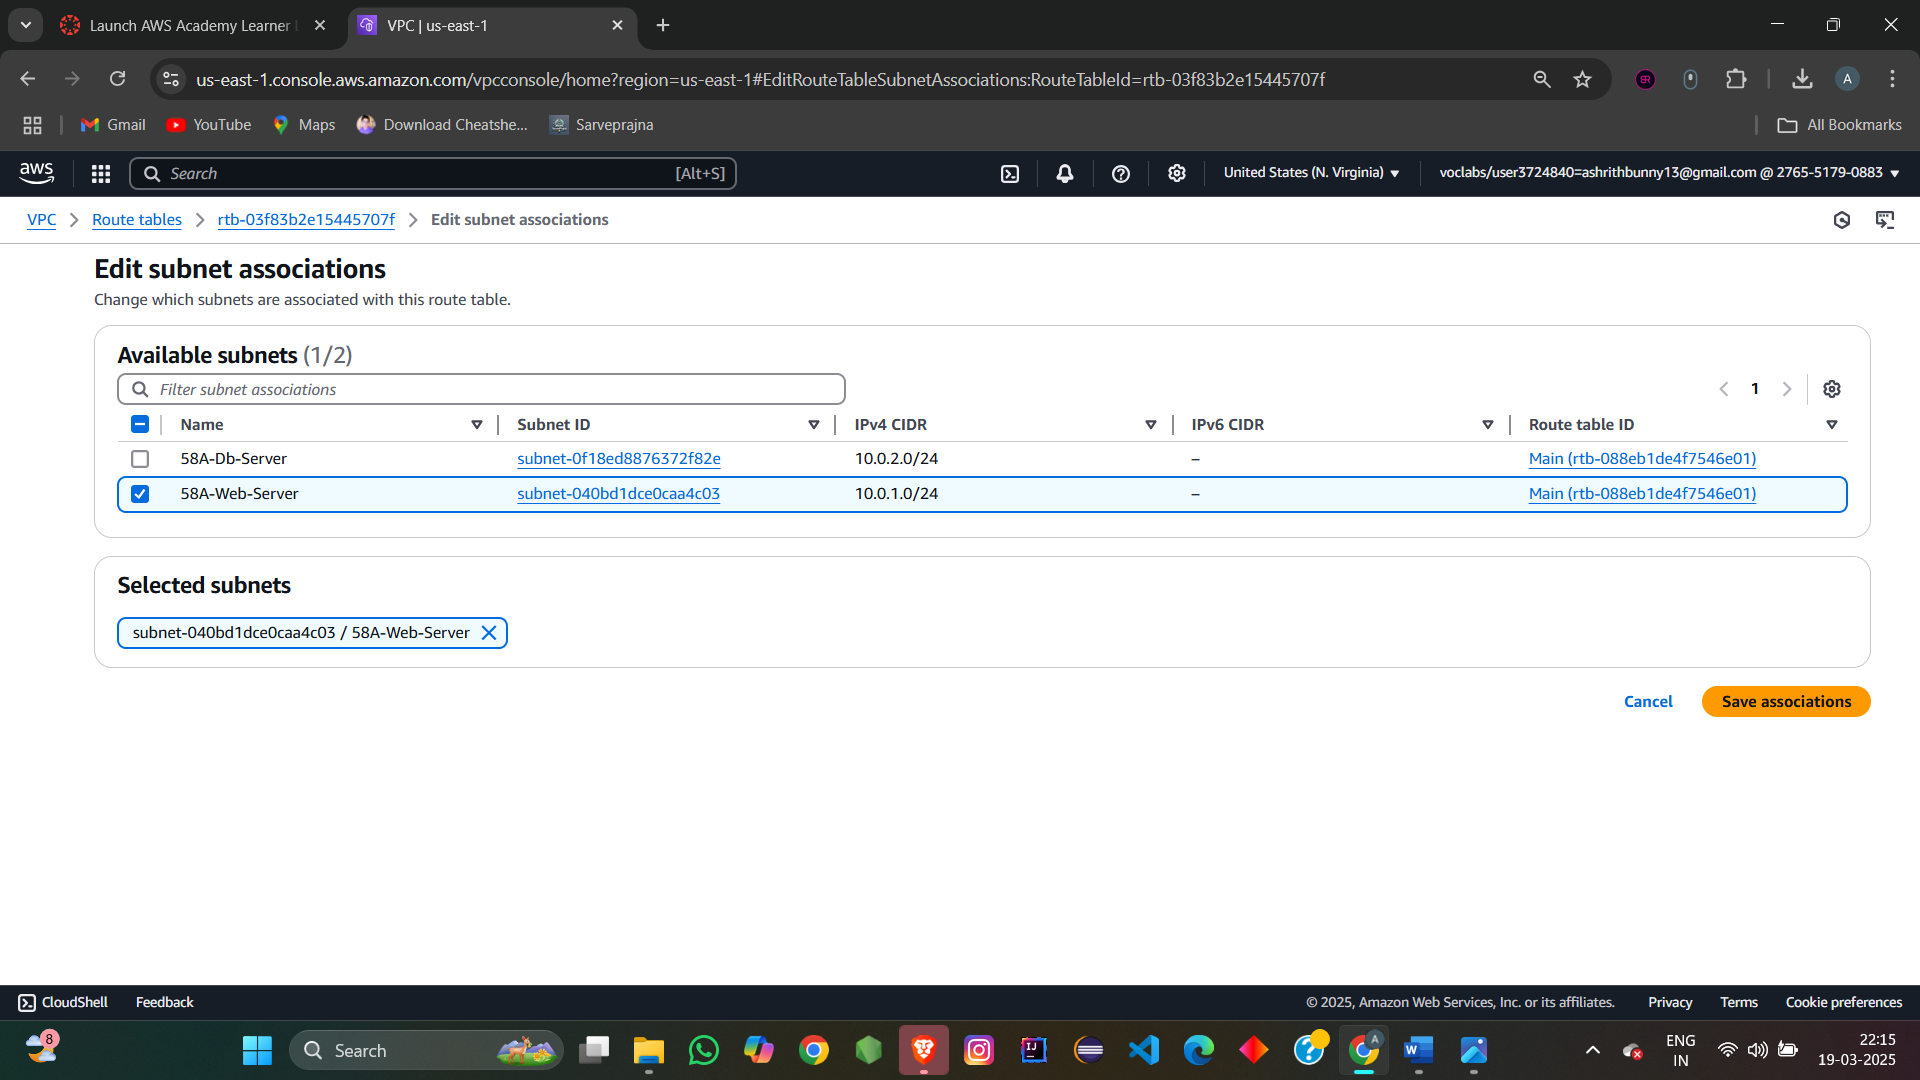 Launch AWS Academy Learner L
VPC | us-east-1
us-east-1.console.aws.amazon.com/vpcconsole/home?region=us-east-1#EditRouteTableSubnetAssociations:RouteTableId=rtb-03f83b2e15445707f
A
Gmail YouTube Maps Download Cheatshe... Sarveprajna All Bookmarks
aws Search [Alt+S] United States (N. Virginia) voclabs/user3724840=ashrithbunny13@gmail.com @ 2765-5179-0883
VPC Route tables rtb-03f83b2e15445707f Edit subnet associations
Edit subnet associations
Change which subnets are associated with this route table.
Available subnets (1/2)
Filter subnet associations 1
Name Subnet ID IPv4 CIDR IPv6 CIDR Route table ID
58A-Db-Server subnet-0f18ed8876372f82e 10.0.2.0/24 – Main (rtb-088eb1de4f7546e01)
58A-Web-Server subnet-040bd1dce0caa4c03 10.0.1.0/24 – Main (rtb-088eb1de4f7546e01)
Selected subnets
subnet-040bd1dce0caa4c03 / 58A-Web-Server
Cancel Save associations
CloudShell Feedback © 2025, Amazon Web Services, Inc. or its affiliates. Privacy Terms Cookie preferences
8 Search ENG 22:15
IN 19-03-2025